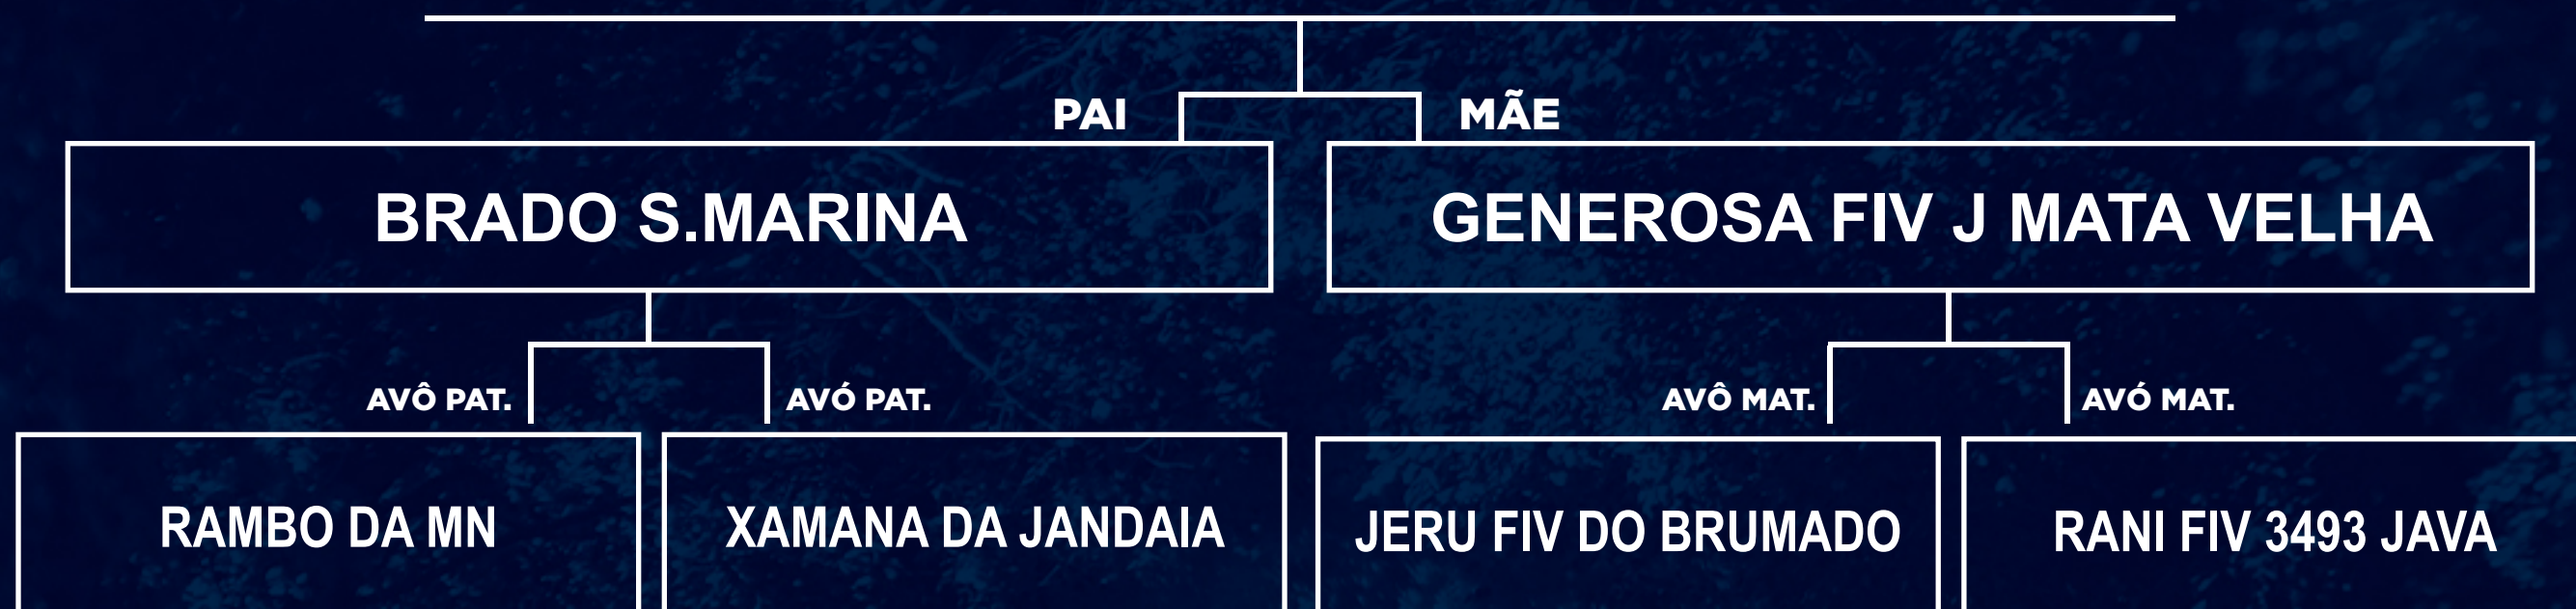 PAI
MÃE
BRADO S.MARINA
GENEROSA FIV J MATA VELHA
AVÔ PAT.
AVÓ PAT.
AVÔ MAT.
AVÓ MAT.
RAMBO DA MN
XAMANA DA JANDAIA
JERU FIV DO BRUMADO
RANI FIV 3493 JAVA